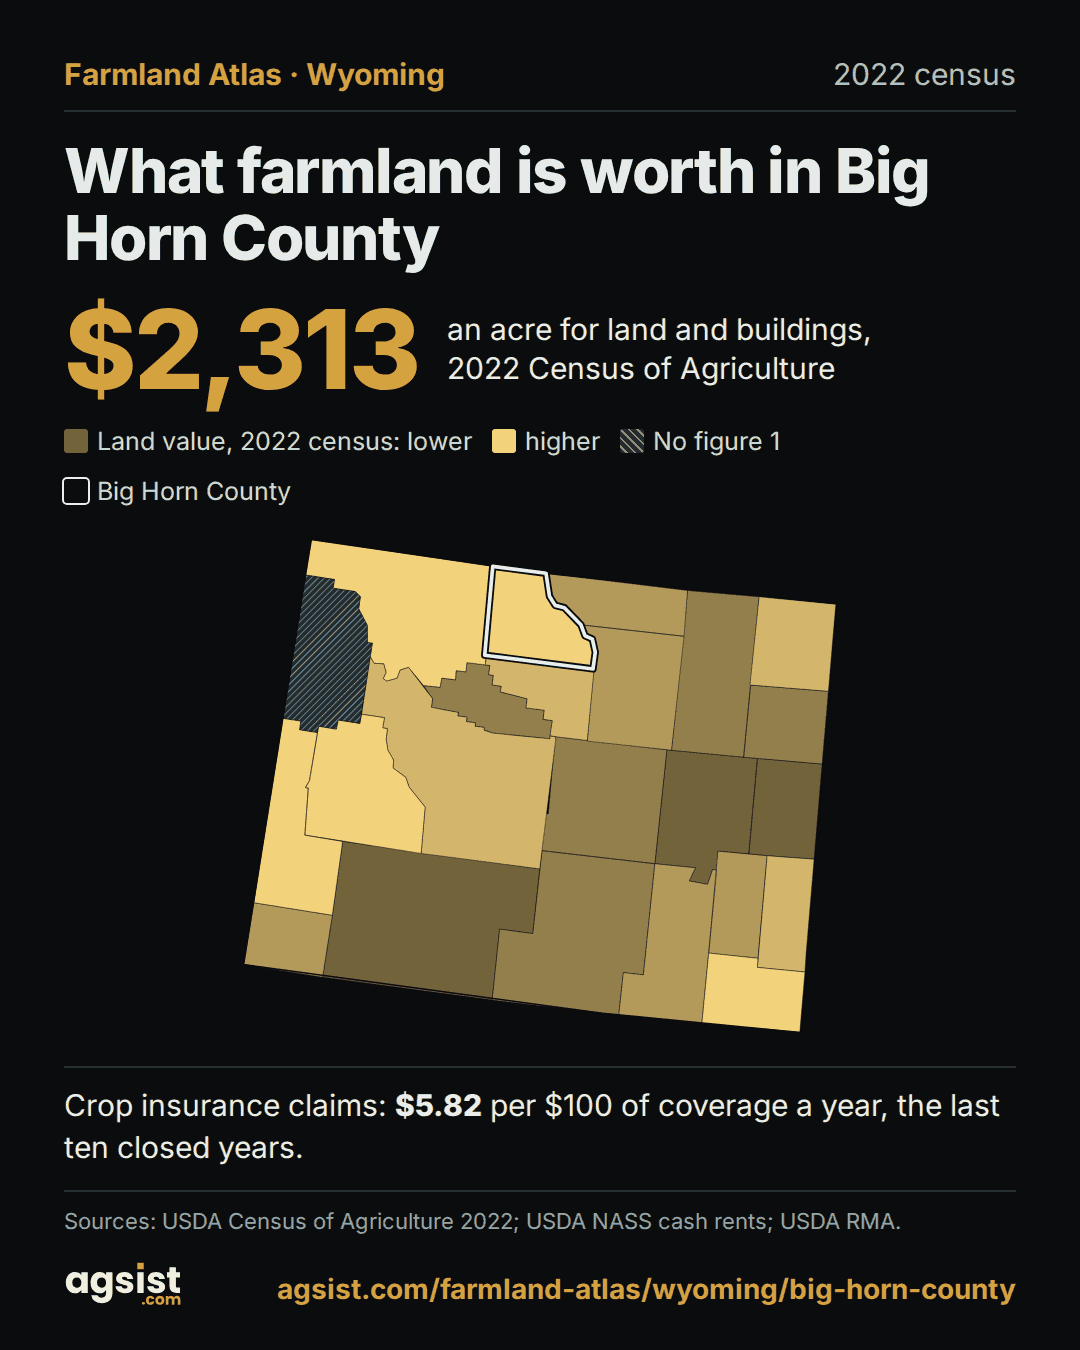 Farmland Atlas · Wyoming
2022 census
What farmland is worth in Big
Horn County
$2,313
an acre for land and buildings,
2022 Census of Agriculture
Land value, 2022 census: lower
higher
No figure 1
Big Horn County
Crop insurance claims: $5.82 per $100 of coverage a year, the last
ten closed years.
Sources: USDA Census of Agriculture 2022; USDA NASS cash rents; USDA RMA.
agsist
.com
agsist.com/farmland-atlas/wyoming/big-horn-county